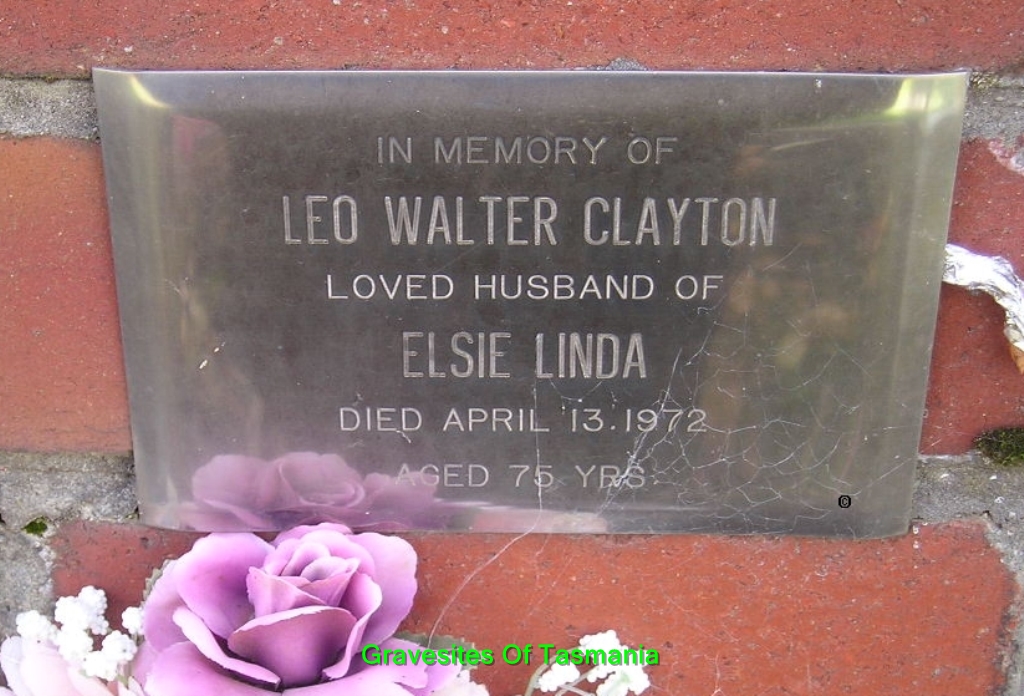 IN MEMORY OF
LEO WALTER CLAYTON
LOVED HUSBAND OF
ELSIE LINDA
DIED APRIL 13.1972
AGED 75 YRS.
©
Gravesites Of Tasmania